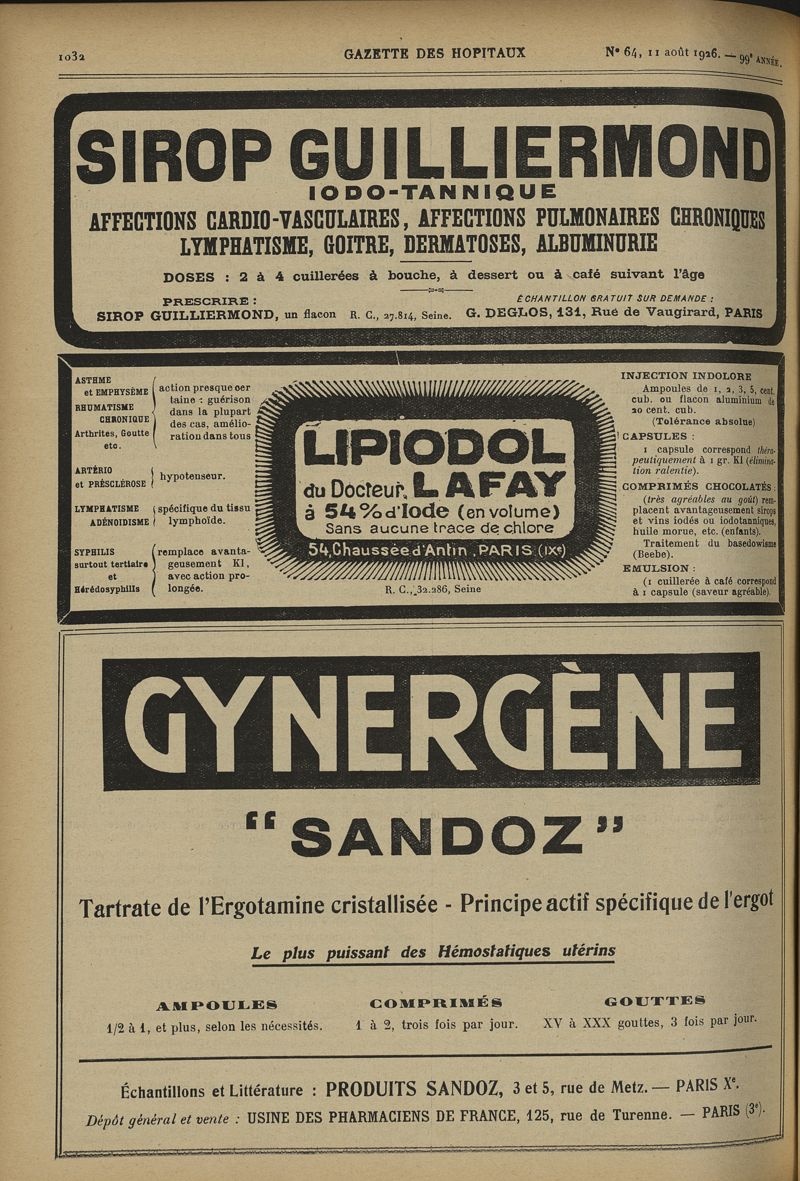 1032 GAZETTE DES HOPITAUX N° 64, 11 août 1926. — 99e ANNÉE.
SIROP GUILLIERMOND
IODO-TANNIQUE
AFFECTIONS CARDIO-VASCULAIRES, AFFECTIONS PULMONAIRES CHRONIQUES
LYMPHATISME, GOITRE, DERMATOSES, ALBUMINURIE
DOSES : 2 à 4 cuillerées à bouche, à dessert ou à café suivant l'âge
PRESCRIRE :
SIROP GUILLIERMOND, un flacon R. C., 27.814, Seine.
ÉCHANTILLON GRATUIT SUR DEMANDE :
G. DEGLOS, 131, Rue de Vaugirard, PARIS
ASTHME
et EMPHYSÈME
RHUMATISME
CHRONIQUE
Arthrites, Goutte
etc.
action presque cer
taine : guérison
dans la plupart
des cas, amélio-
ration dans tous
ARTÉRIO
et PRÉSCLÉROSE
hypotenseur.
LYMPHATISME
ADÉNOIDISME
spécifique du tissu
lymphoïde.
SYPHILIS
surtout tertiaire
et
Hérédosyphilis
remplace avanta-
geusement KI,
avec action pro-
longée.
LIPIODOL
du Docteur LAFAY
à 54% d'Iode (en volume)
Sans aucune trace de chlore
54, Chaussée d'Antin, PARIS (IXe)
R. C., 32.286, Seine
INJECTION INDOLORE
Ampoules de 1, 2, 3, 5, cent.
cub. ou flacon aluminium de
20 cent. cub.
(Tolérance absolue)
CAPSULES :
1 capsule correspond théra-
peutiquement à 1 gr. KI (élimina-
tion ralentie).
COMPRIMÉS CHOCOLATÉS :
(très agréables au goût) rem-
placent avantageusement sirops
et vins iodés ou iodotanniques,
huile morue, etc. (enfants).
Traitement du basedowisme
(Beebe).
EMULSION :
(1 cuillerée à café correspond
à 1 capsule (saveur agréable).
GYNERGÈNE
"SANDOZ"
Tartrate de l'Ergotamine cristallisée - Principe actif spécifique de l'ergot
Le plus puissant des Hémostatiques utérins
AMPOULES
1/2 à 1, et plus, selon les nécessités.
COMPRIMÉS
1 à 2, trois fois par jour.
GOUTTES
XV à XXX gouttes, 3 fois par jour.
Échantillons et Littérature : PRODUITS SANDOZ, 3 et 5, rue de Metz. — PARIS Xe.
Dépôt général et vente : USINE DES PHARMACIENS DE FRANCE, 125, rue de Turenne. — PARIS (3e).